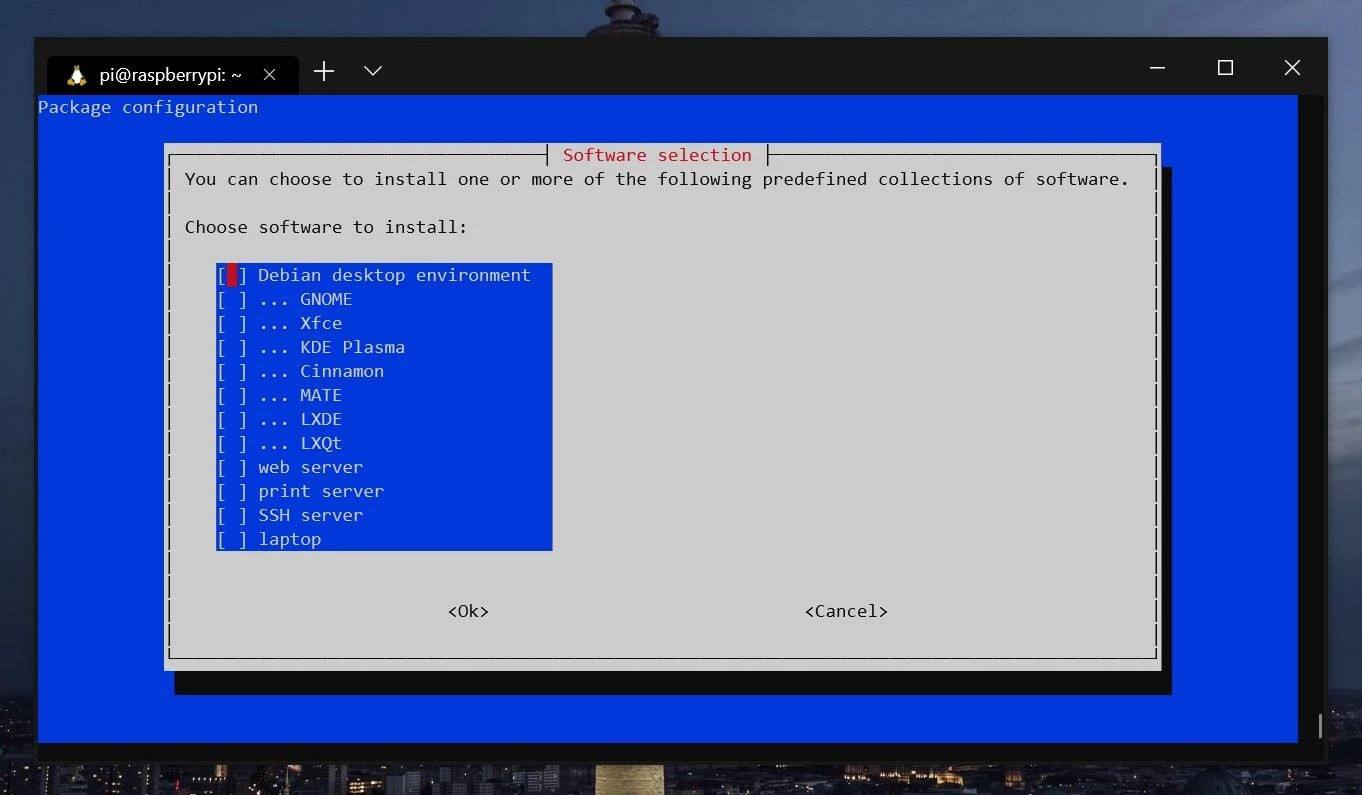 pi@raspberrypi: ~
Package configuration
Software selection
You can choose to install one or more of the following predefined collections of software.
Choose software to install:
[ ] Debian desktop environment
[ ] ... GNOME
[ ] ... Xfce
[ ] ... KDE Plasma
[ ] ... Cinnamon
[ ] ... MATE
[ ] ... LXDE
[ ] ... LXQt
[ ] web server
[ ] print server
[ ] SSH server
[ ] laptop
<Ok> <Cancel>